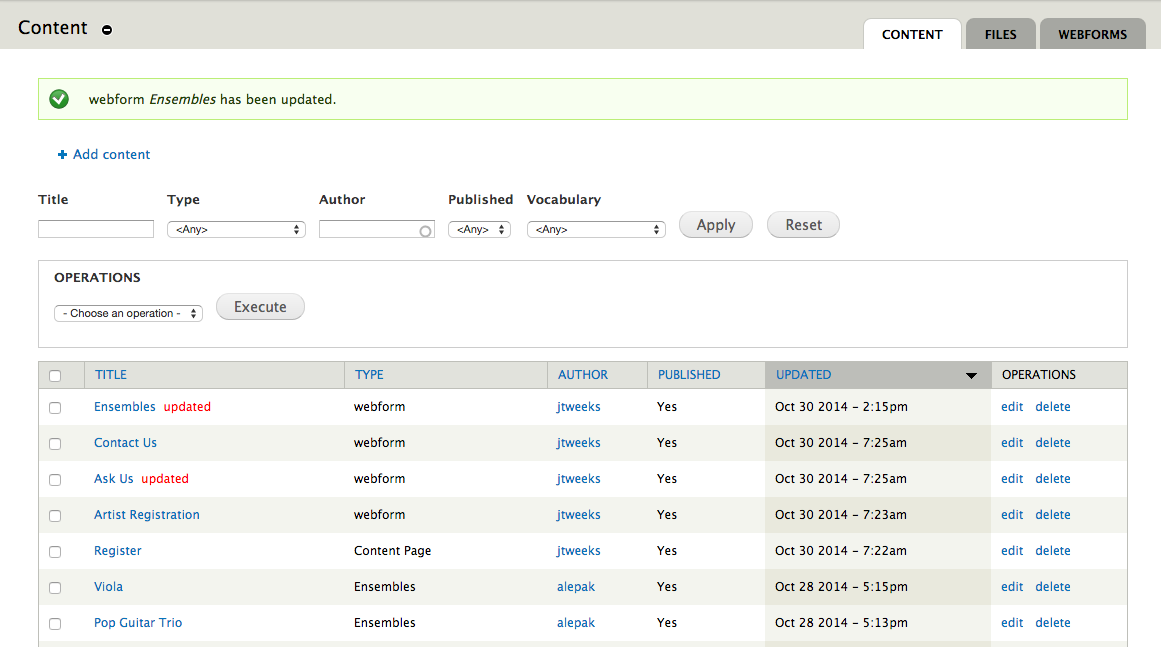 Content
CONTENT FILES WEBFORMS
webform Ensembles has been updated.
+ Add content
Title Type Author Published Vocabulary
<Any> <Any> <Any> Apply Reset
OPERATIONS
- Choose an operation - Execute
TITLE TYPE AUTHOR PUBLISHED UPDATED OPERATIONS
Ensembles updated webform jtweeks Yes Oct 30 2014 – 2:15pm edit delete
Contact Us webform jtweeks Yes Oct 30 2014 – 7:25am edit delete
Ask Us updated webform jtweeks Yes Oct 30 2014 – 7:25am edit delete
Artist Registration webform jtweeks Yes Oct 30 2014 – 7:23am edit delete
Register Content Page jtweeks Yes Oct 30 2014 – 7:22am edit delete
Viola Ensembles alepak Yes Oct 28 2014 – 5:15pm edit delete
Pop Guitar Trio Ensembles alepak Yes Oct 28 2014 – 5:13pm edit delete